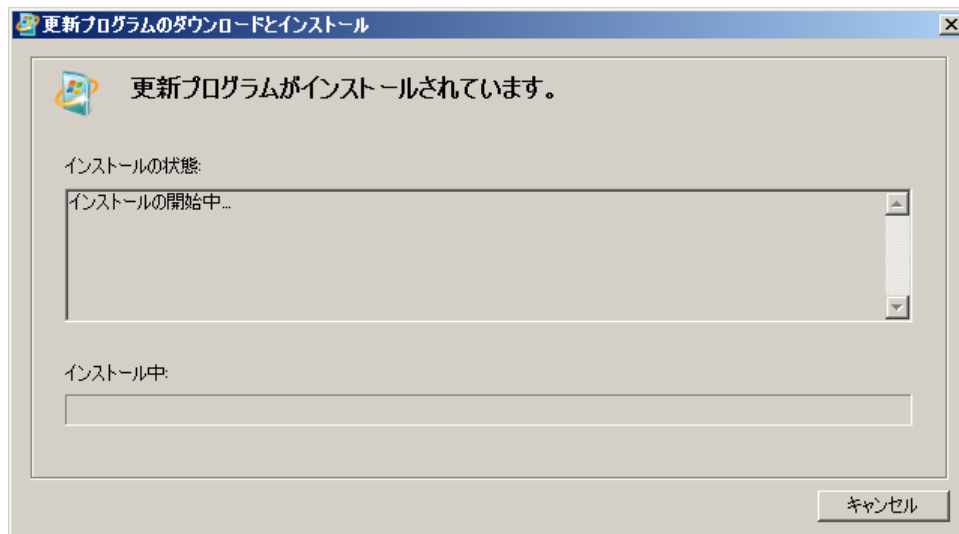 更新プログラムのダウンロードとインストール
更新プログラムがインストールされています。
インストールの状態:
インストールの開始中...
インストール中:
キャンセル